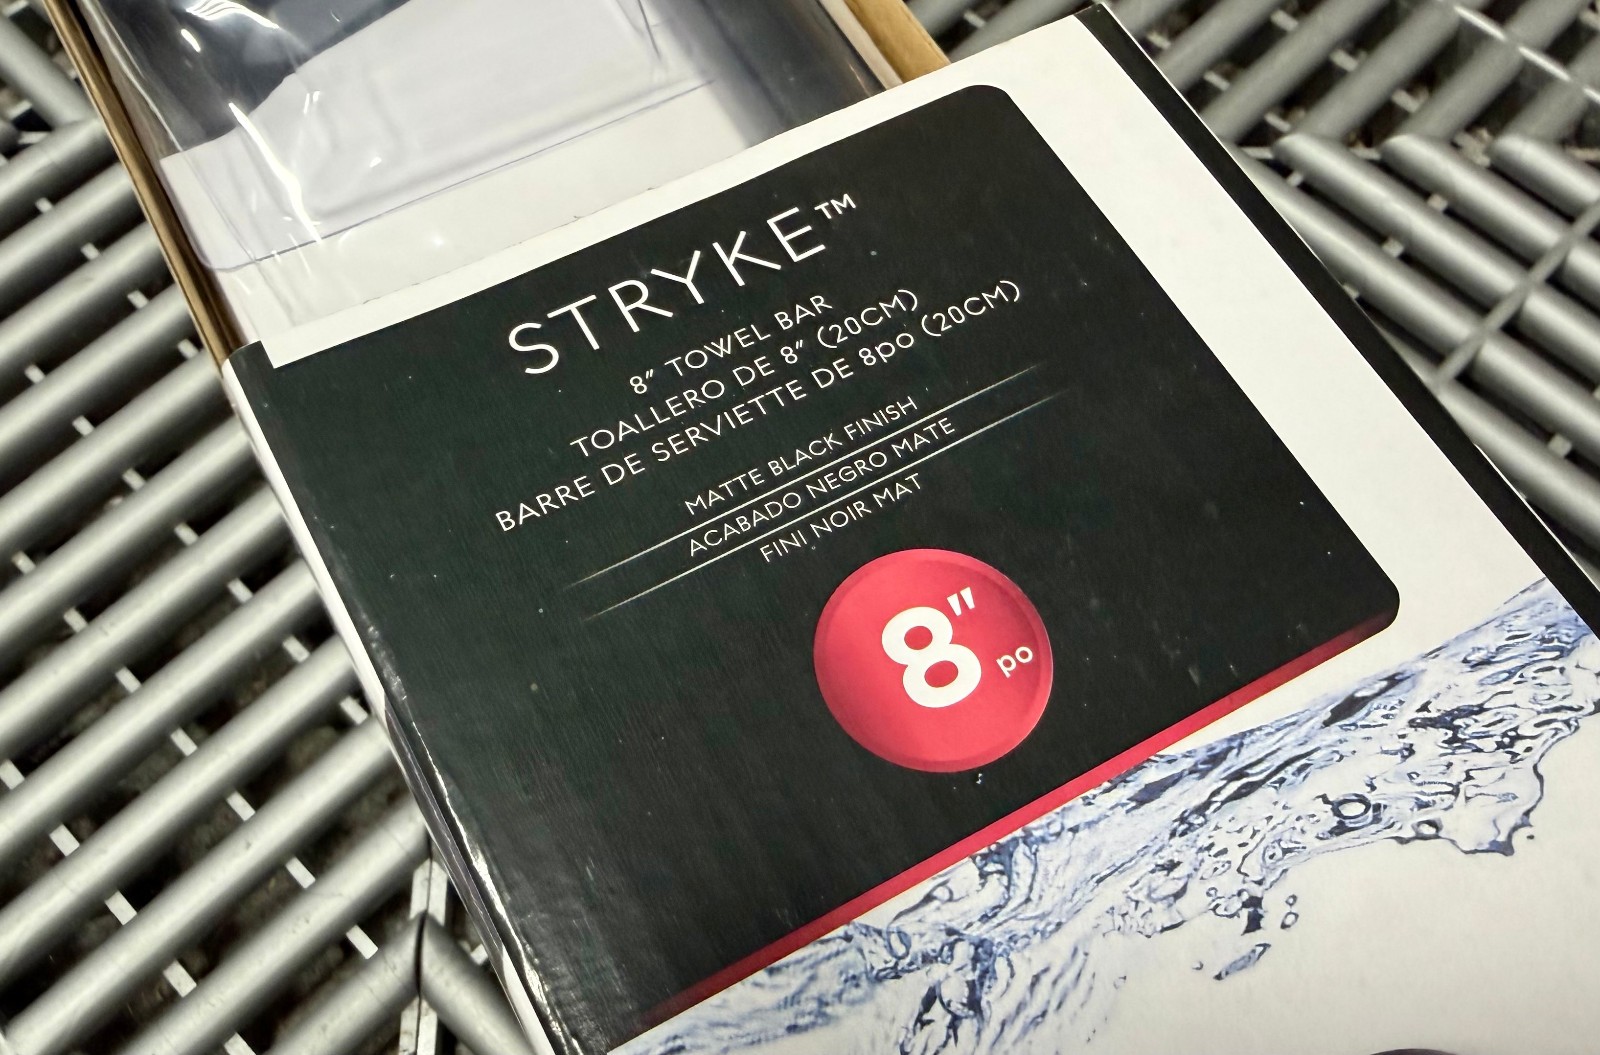 STRYKE™
8″ TOWEL BAR
TOALLERO DE 8″ (20CM)
BARRE DE SERVIETTE DE 8po (20CM)
MATTE BLACK FINISH
ACABADO NEGRO MATE
FINI NOIR MAT
8″
po